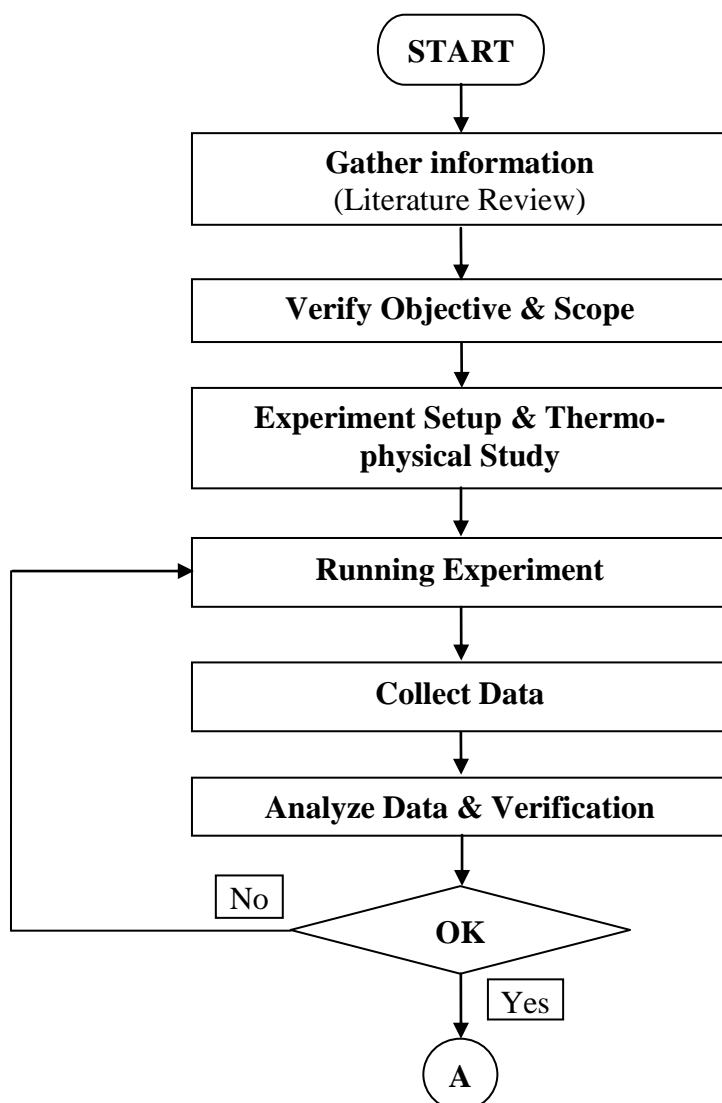 START
Gather information
(Literature Review)
Verify Objective & Scope
Experiment Setup & Thermo-
physical Study
Running Experiment
Collect Data
Analyze Data & Verification
No
OK
Yes
A